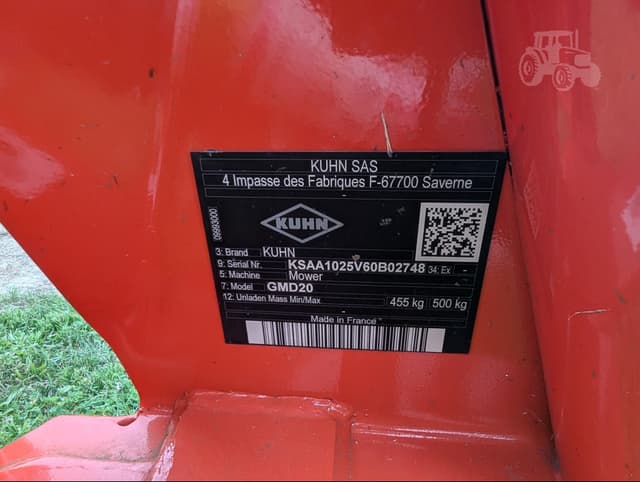 KUHN SAS
4 Impasse des Fabriques F-67700 Saverne
09993000
KUHN
3: Brand KUHN
9: Serial Nr. KSAA1025V60B02748 34: Ex -
5: Machine Mower
7: Model GMD20
12: Unladen Mass Min/Max 455 kg 500 kg
Made in France